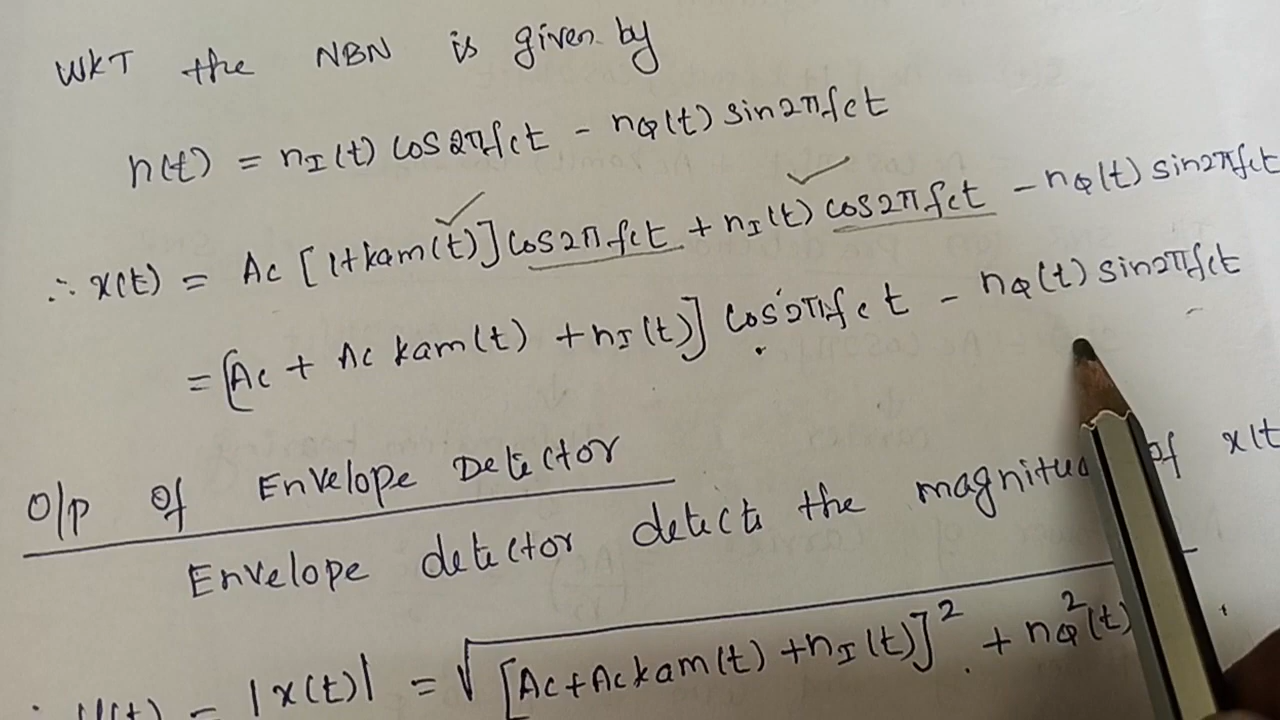 WKT the NBN is given by
n(t) = nI(t) cos2πfct - nQ(t) sin2πfct
∴ x(t) = Ac [1+kam(t)] cos2πfct + nI(t) cos2πfct - nQ(t) sin2πfct
= [Ac + Ac kam(t) + nI(t)] cos2πfct - nQ(t) sin2πfct
O/p of Envelope Detector
Envelope detector detects the of x(t
|x(t)| = √[Ac+Ackam(t) +nI(t)]² + nQ²(t)